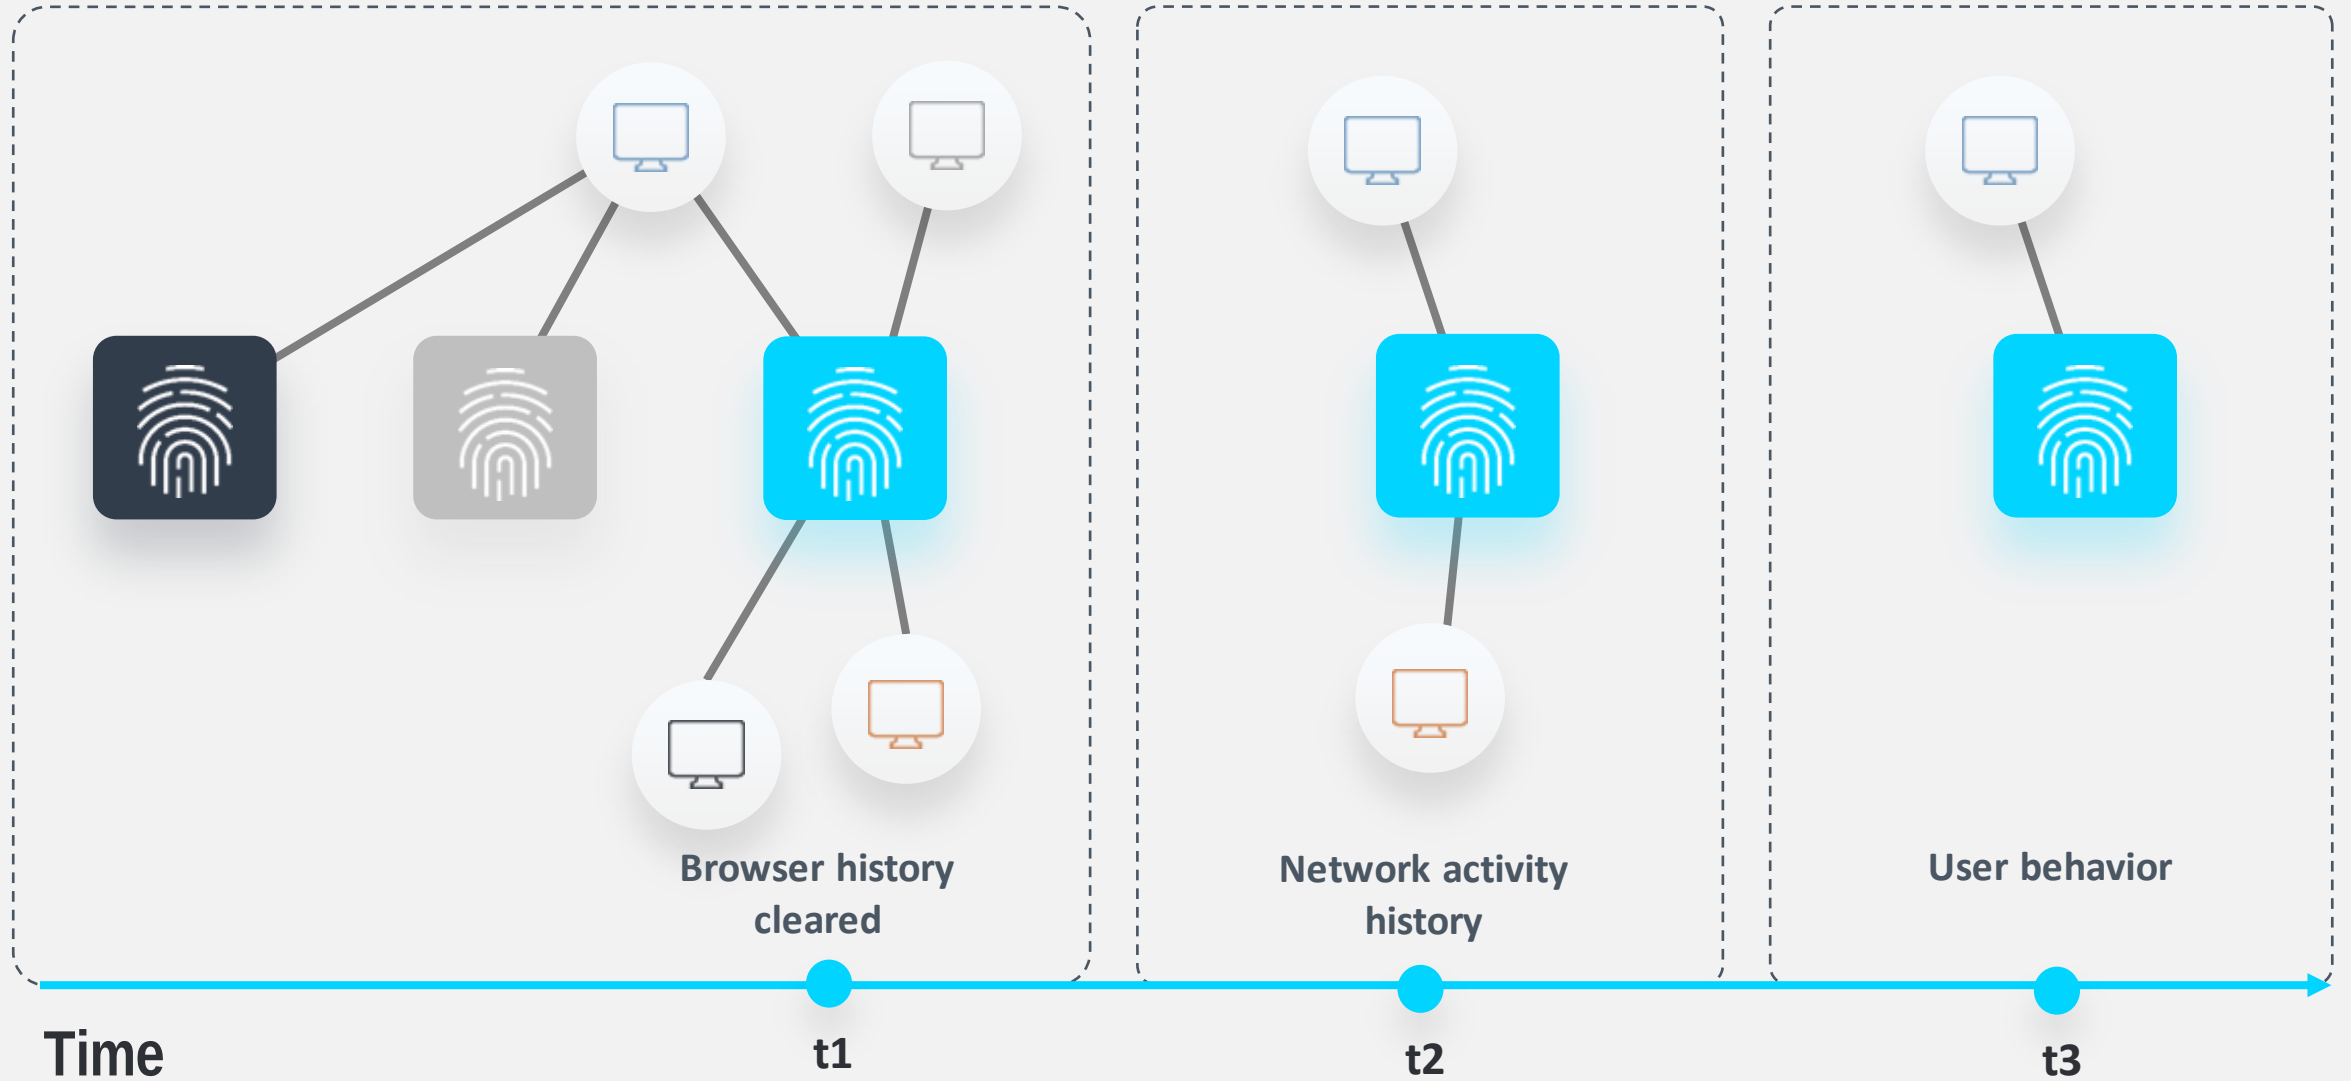 Browser history
cleared
Network activity
history
User behavior
Time
t1
t2
t3